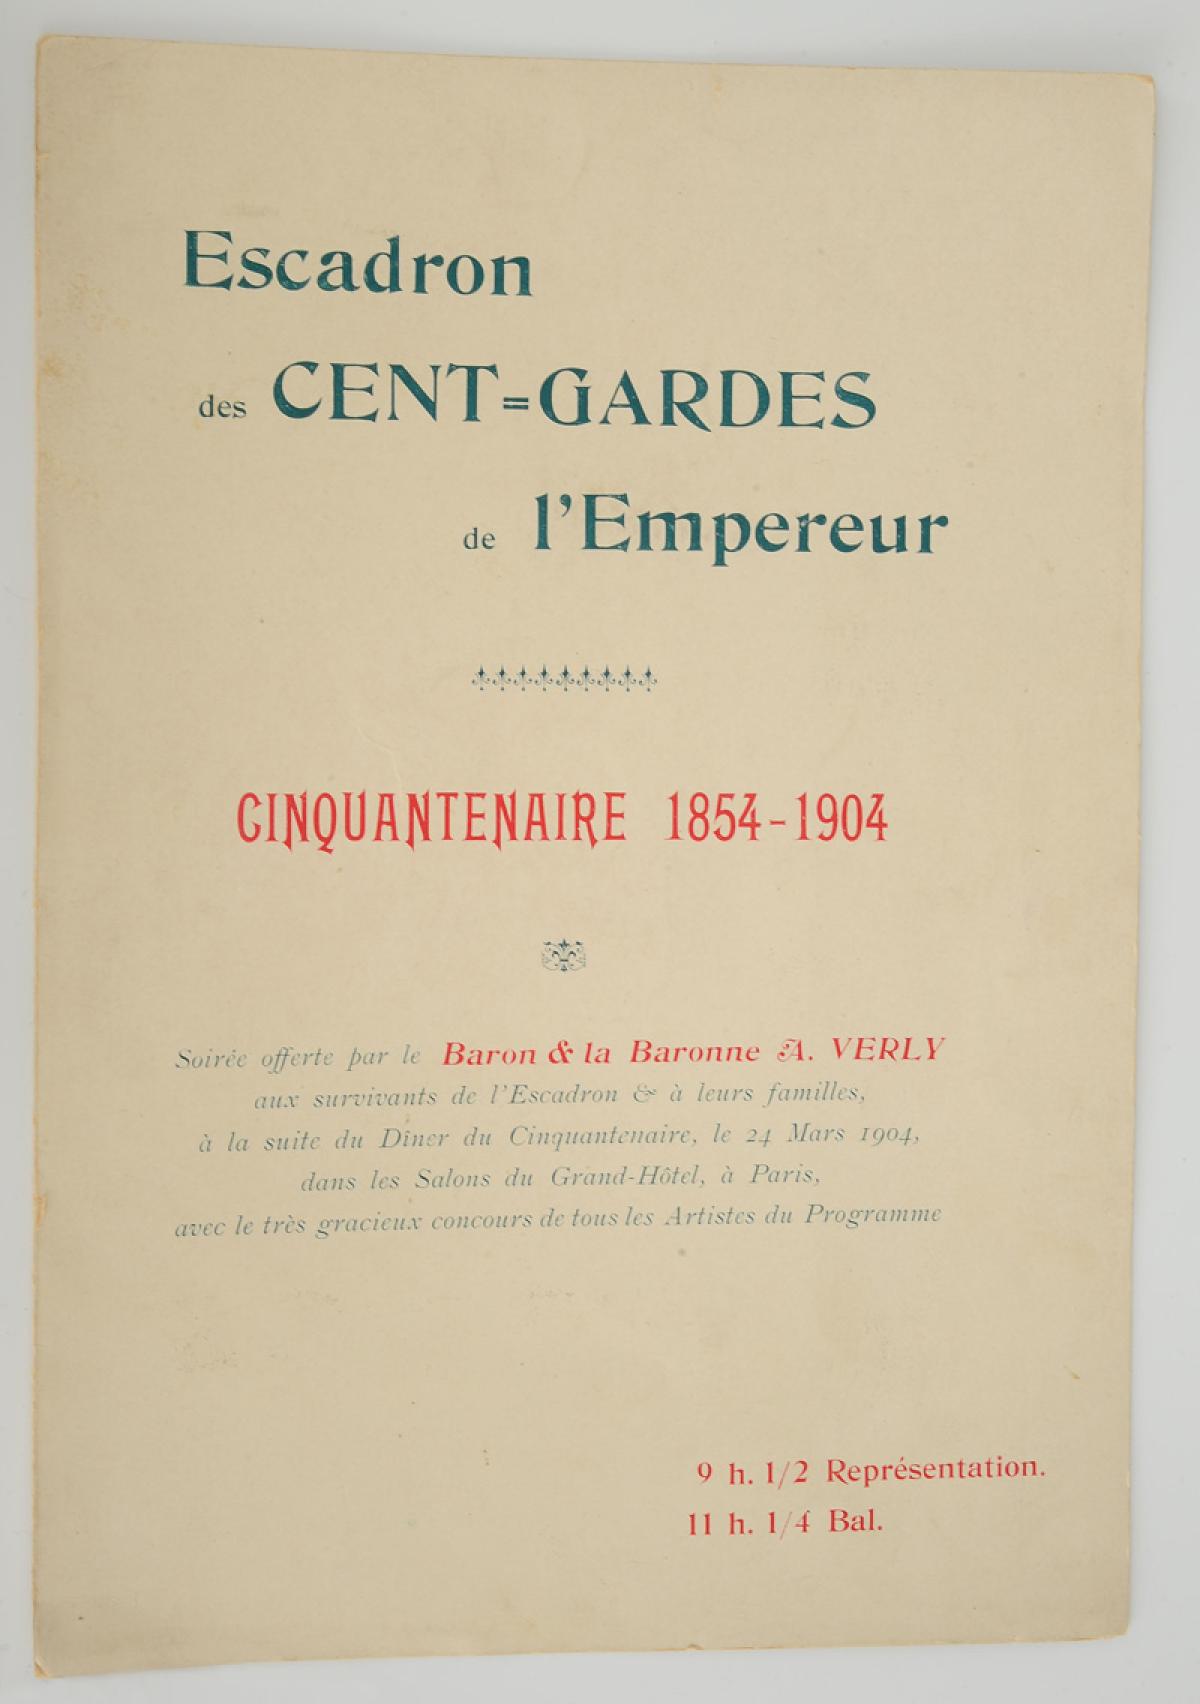 Escadron
des CENT=GARDES
de l'Empereur
CINQUANTENAIRE 1854-1904
Soirée offerte par le Baron & la Baronne A. VERLY
aux survivants de l'Escadron & à leurs familles,
à la suite du Dîner du Cinquantenaire, le 24 Mars 1904,
dans les Salons du Grand-Hôtel, à Paris,
avec le très gracieux concours de tous les Artistes du Programme
9 h. 1/2 Représentation.
11 h. 1/4 Bal.